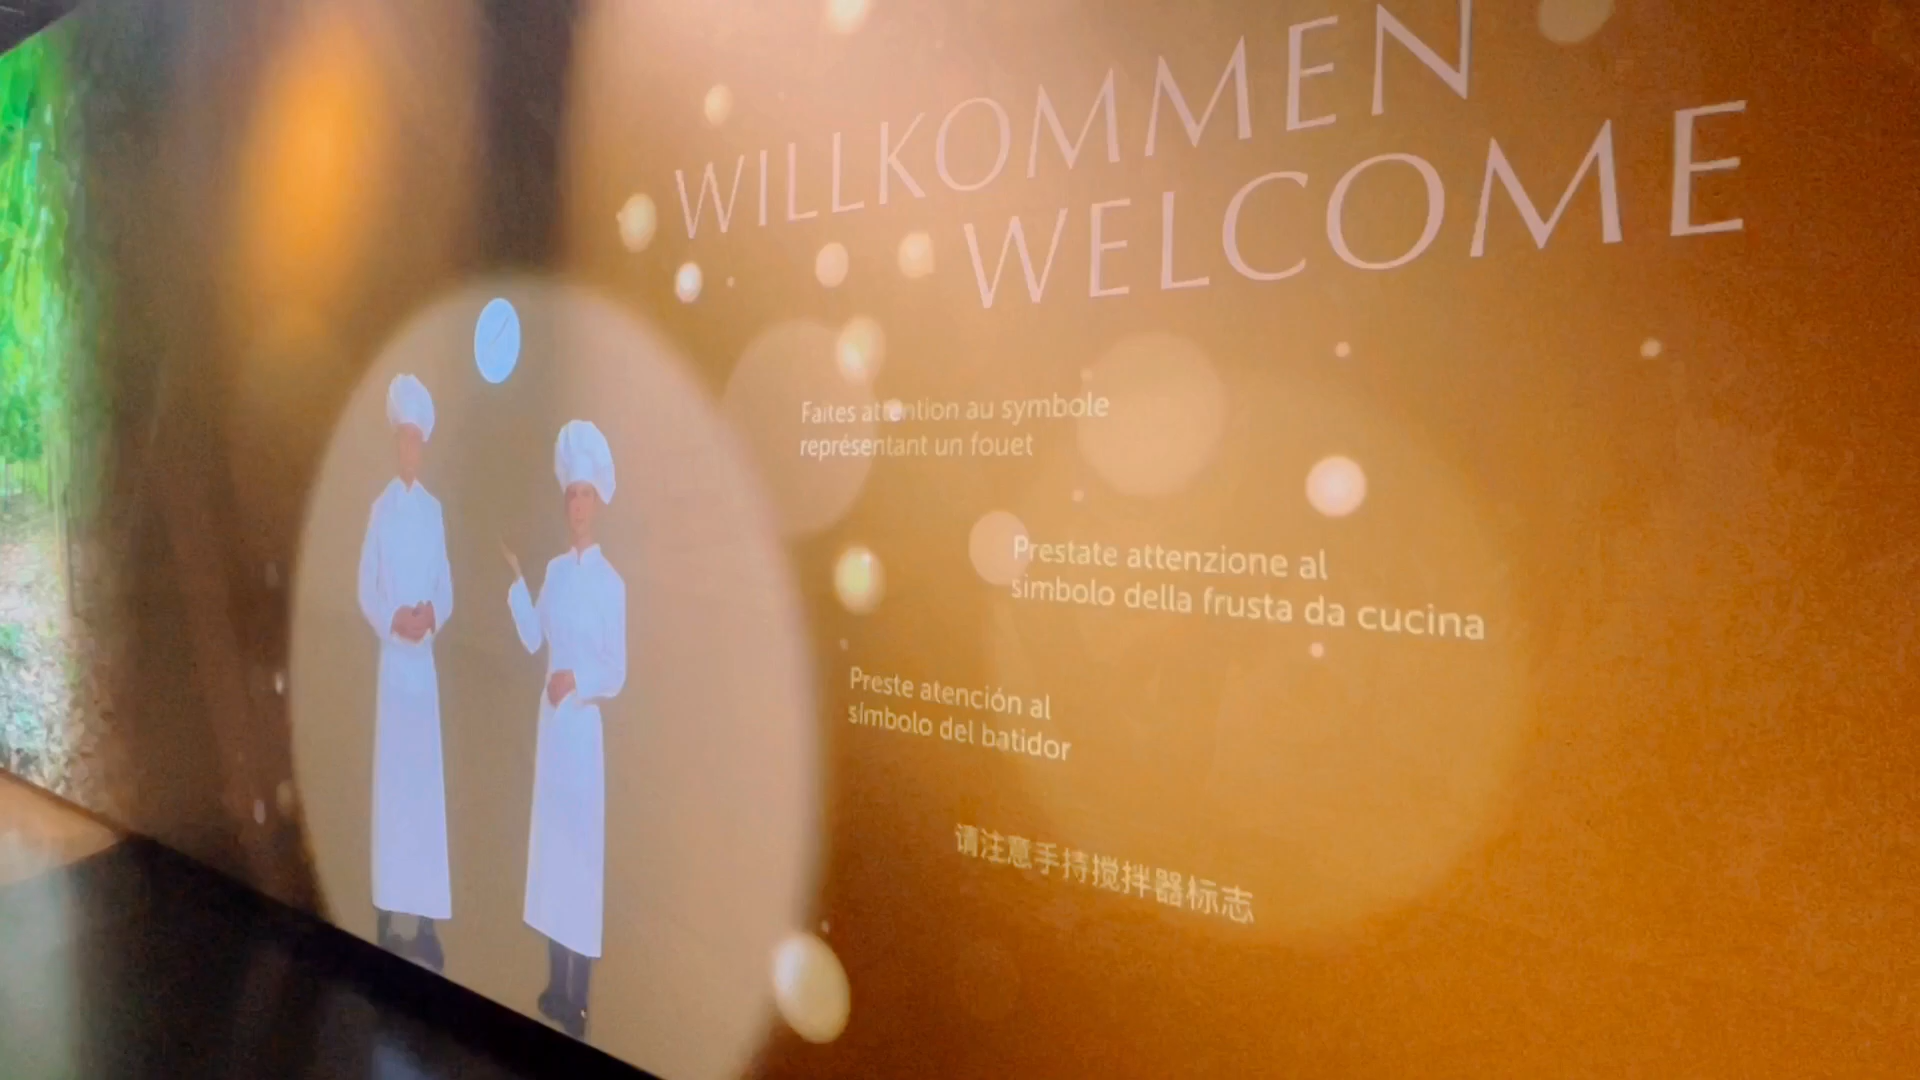 WILLKOMMEN
WELCOME
Faites attention au symbole
représentant un fouet
Prestate attenzione al
simbolo della frusta da cucina
Preste atención al
símbolo del batidor
请注意手持搅拌器标志